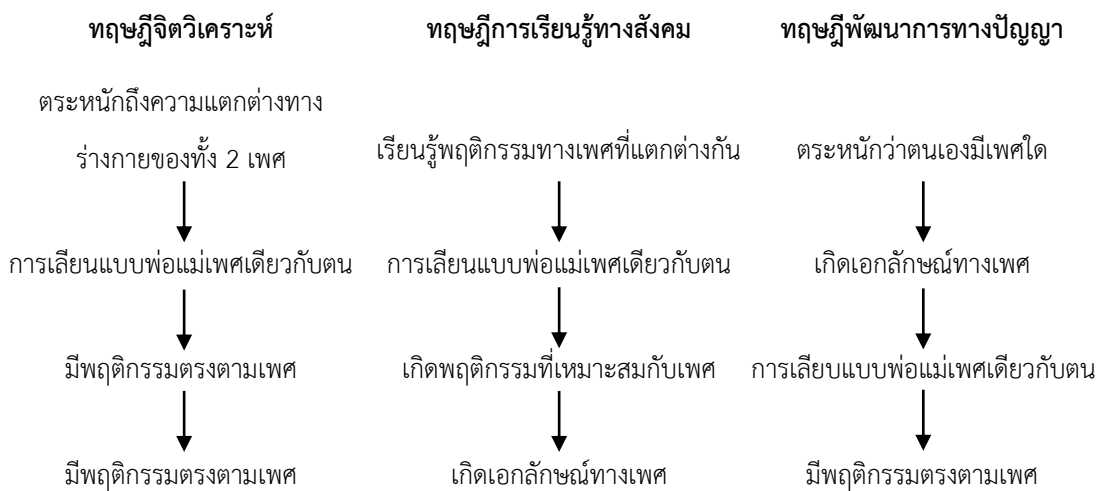 ทฤษฎีจิตวิเคราะห์ ทฤษฎีการเรียนรู้ทางสังคม ทฤษฎีพัฒนาการทางปัญญา
ตระหนักถึงความแตกต่างทาง
ร่างกายของทั้ง 2 เพศ เรียนรู้พฤติกรรมทางเพศที่แตกต่างกัน ตระหนักว่าตนเองมีเพศใด
การเลียนแบบพ่อแม่เพศเดียวกับตน การเลียนแบบพ่อแม่เพศเดียวกับตน เกิดเอกลักษณ์ทางเพศ
มีพฤติกรรมตรงตามเพศ เกิดพฤติกรรมที่เหมาะสมกับเพศ การเลียบแบบพ่อแม่เพศเดียวกับตน
มีพฤติกรรมตรงตามเพศ เกิดเอกลักษณ์ทางเพศ มีพฤติกรรมตรงตามเพศ